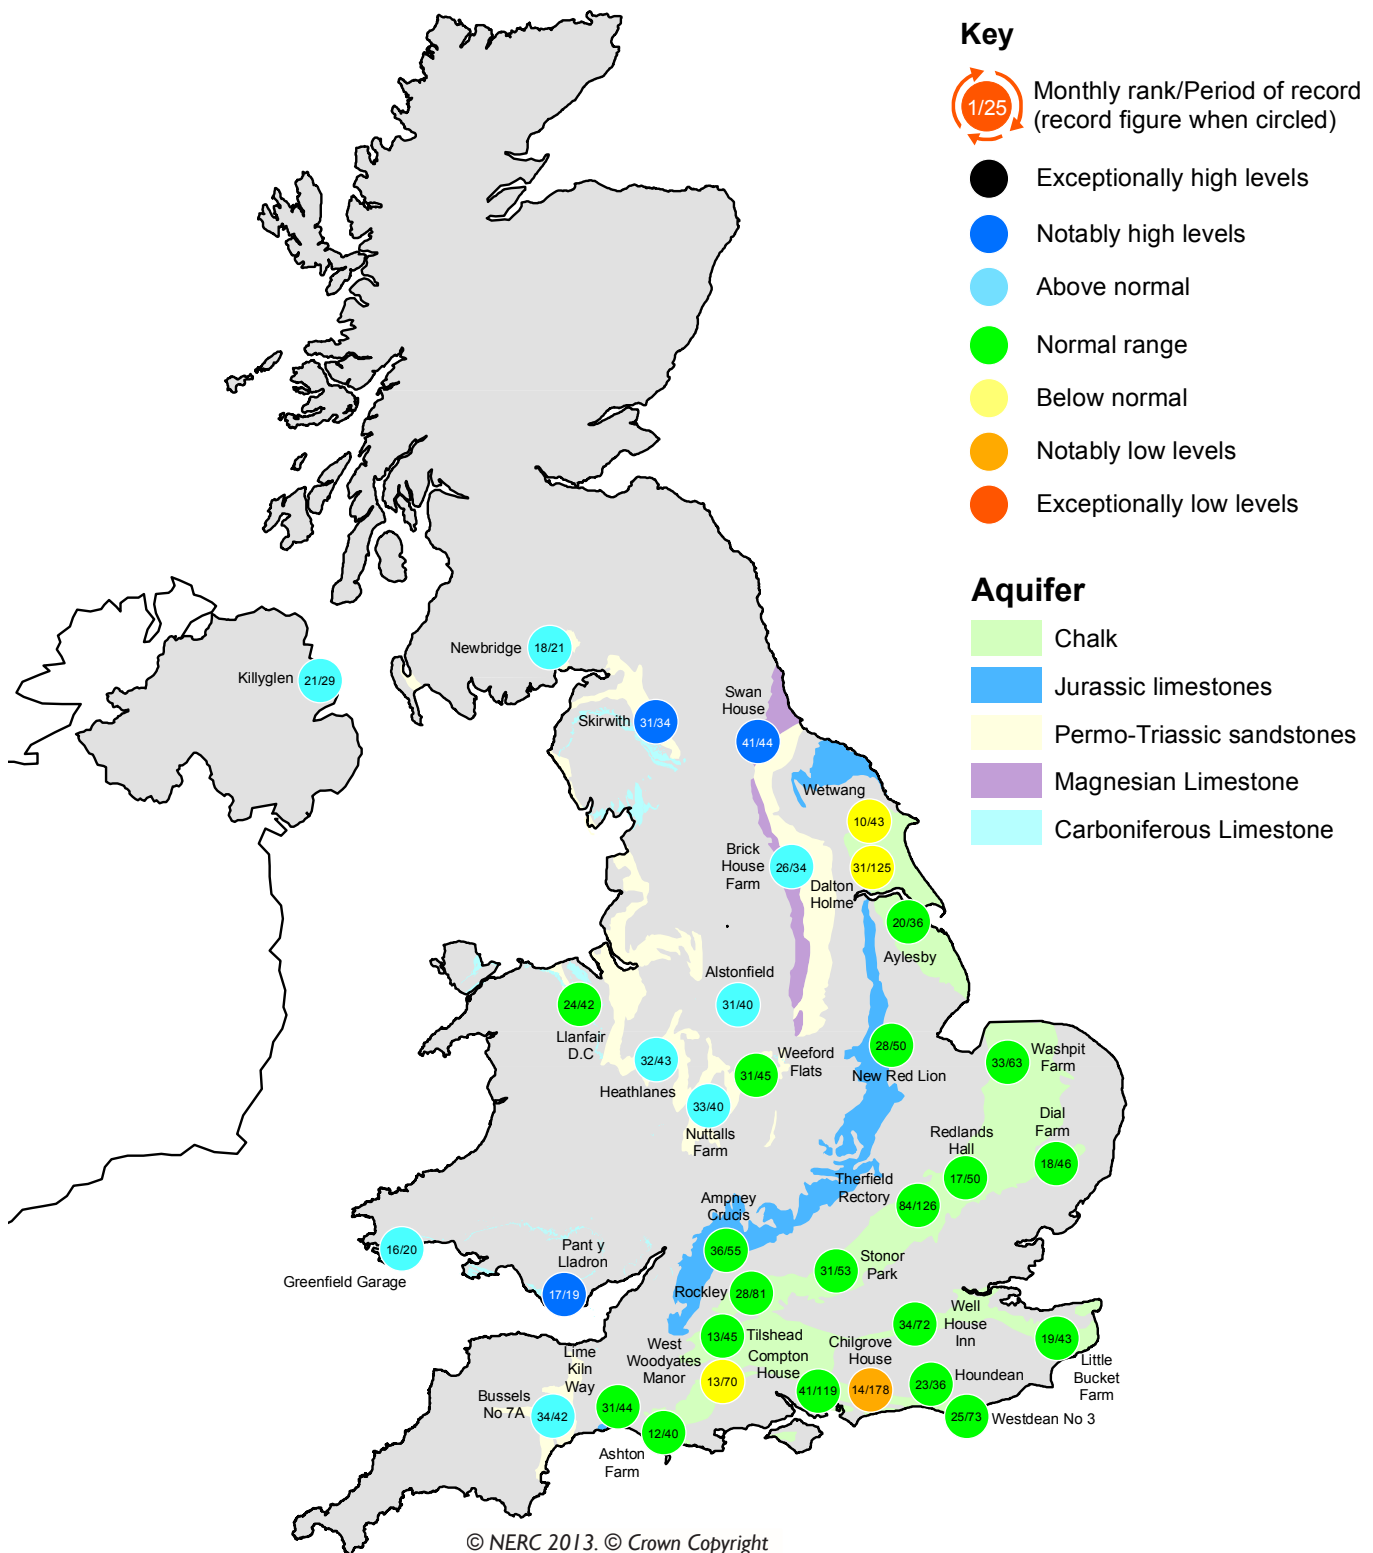 Key
1/25
Monthly rank/Period of record
(record figure when circled)
Exceptionally high levels
Notably high levels
Above normal
Normal range
Below normal
Notably low levels
Exceptionally low levels
Aquifer
Chalk
Jurassic limestones
Permo-Triassic sandstones
Magnesian Limestone
Carboniferous Limestone
Newbridge
18/21
Killyglen
21/29
Skirwith
31/34
Swan
House
41/44
Wetwang
10/43
Brick
House
Farm
26/34
31/125
Dalton
Holme
20/36
Aylesby
Alstonfield
31/40
24/42
Llanfair
D.C
32/43
Heathlanes
Weeford
Flats
31/45
28/50
New Red Lion
33/63
Washpit
Farm
33/40
Nuttalls
Farm
Dial
Farm
18/46
Redlands
Hall
17/50
Therfield
Rectory
84/126
Ampney
Crucis
36/55
16/20
Greenfield Garage
Pant y
Lladron
17/19
31/53
Stonor
Park
Rockley
28/81
Well
House
Inn
34/72
19/43
Little
Bucket
Farm
13/45
Tilshead
West
Woodyates
Manor
13/70
Compton
House
41/119
Chilgrove
House
14/178
23/36
Houndean
25/73
Westdean No 3
Lime
Kiln
Way
31/44
Bussels
No 7A
34/42
12/40
Ashton
Farm
© NERC 2013. © Crown Copyright